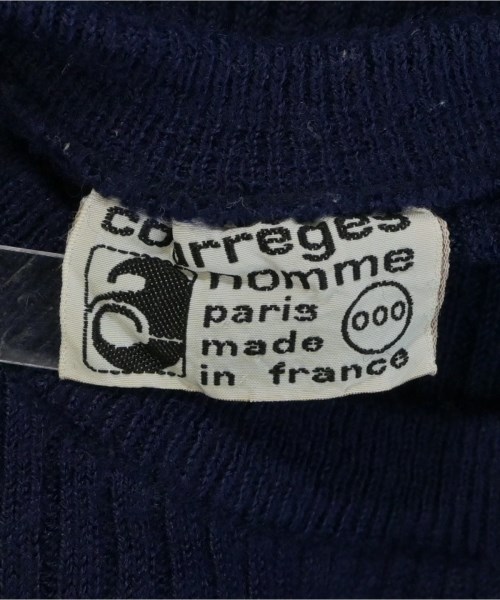 courreges
homme
paris
000
made
in france